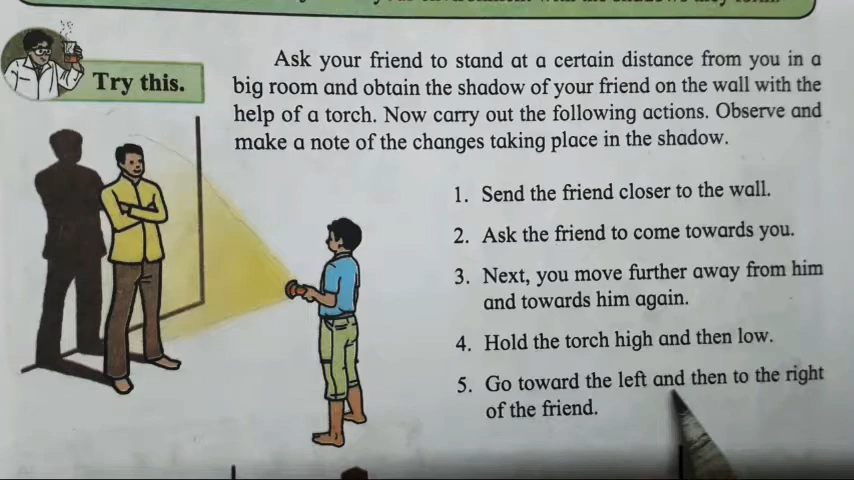 Try this.
Ask your friend to stand at a certain distance from you in a
big room and obtain the shadow of your friend on the wall with the
help of a torch. Now carry out the following actions. Observe and
make a note of the changes taking place in the shadow.
1. Send the friend closer to the wall.
2. Ask the friend to come towards you.
3. Next, you move further away from him
and towards him again.
4. Hold the torch high and then low.
5. Go toward the left and then to the right
of the friend.